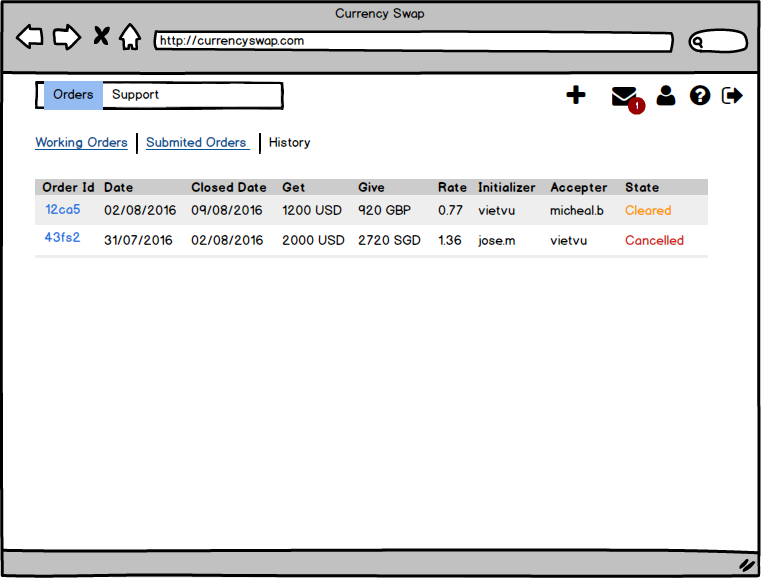 Currency Swap
http://currencyswap.com
Orders Support
1
Working Orders Submited Orders History
Order Id Date Closed Date Get Give Rate Initializer Accepter State
12ca5 02/08/2016 09/08/2016 1200 USD 920 GBP 0.77 vietvu micheal.b Cleared
43fs2 31/07/2016 02/08/2016 2000 USD 2720 SGD 1.36 jose.m vietvu Cancelled